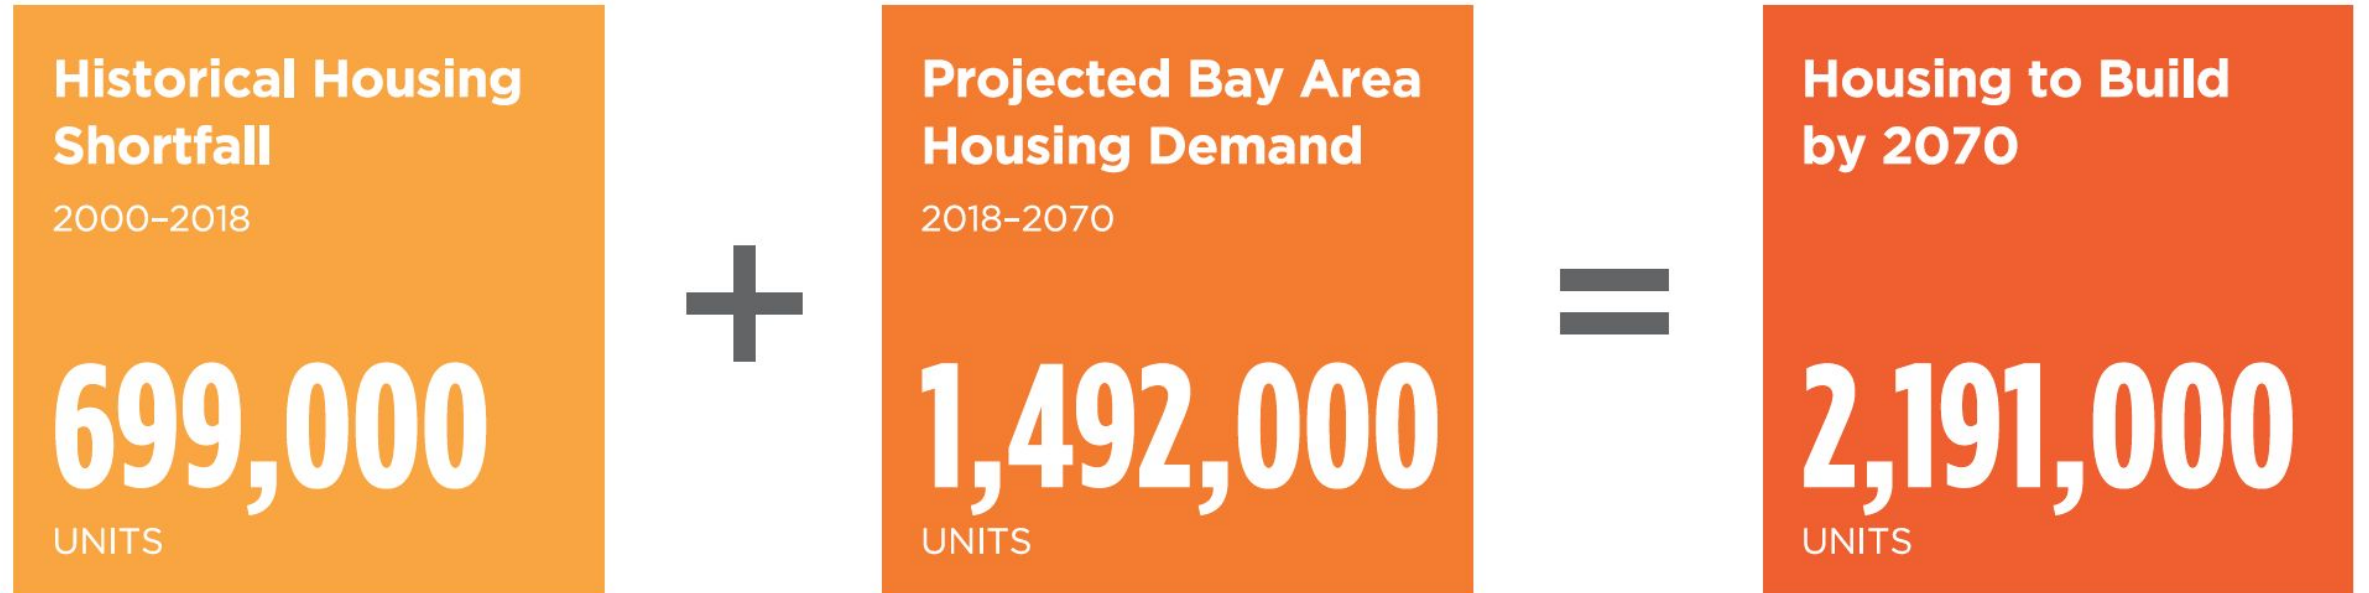 Historical Housing
Shortfall
2000–2018
699,000
UNITS
+
Projected Bay Area
Housing Demand
2018–2070
1,492,000
UNITS
=
Housing to Build
by 2070
2,191,000
UNITS